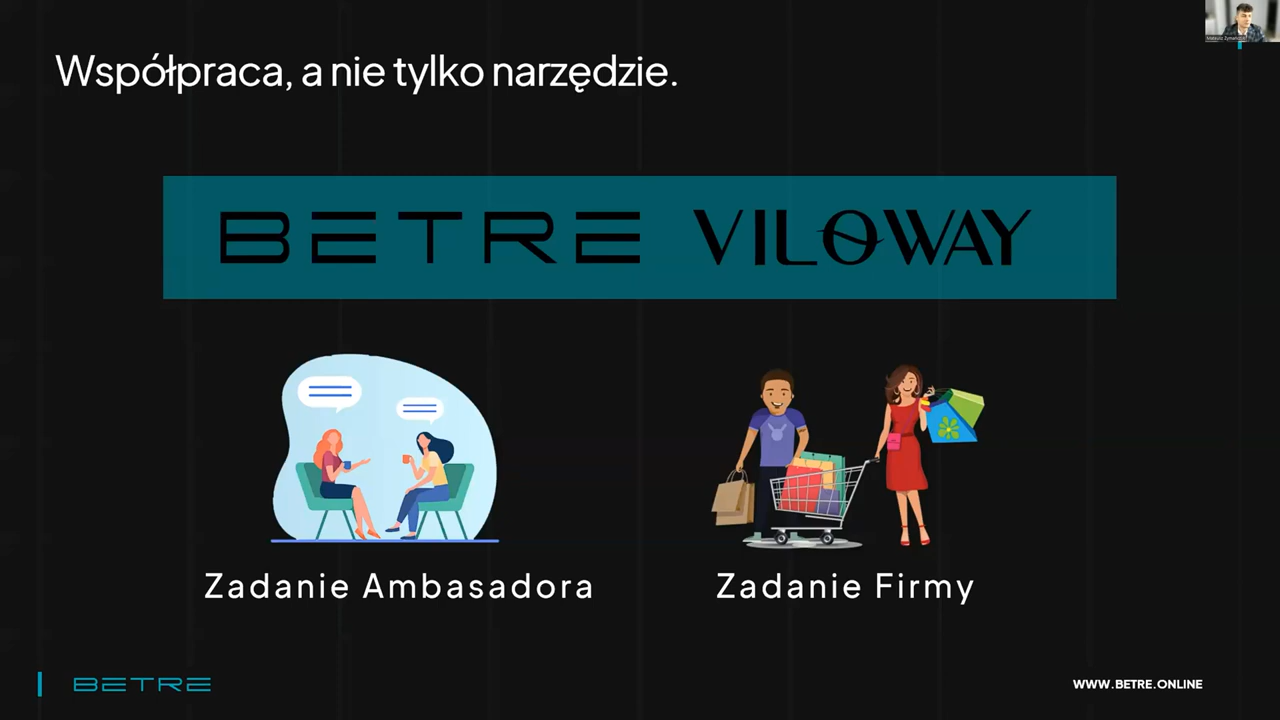 Współpraca, a nie tylko narzędzie.
BETRE VILOWAY
Zadanie Ambasadora Zadanie Firmy
BETRE WWW.BETRE.ONLINE